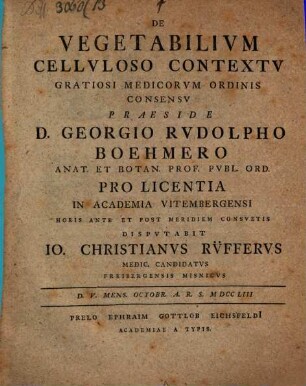 DE
VEGETABILIVM
CELLVLOSO CONTEXTV
GRATIOSI MEDICORVM ORDINIS
CONSENSV
PRAESIDE
D. GEORGIO RVDOLPHO
BOEHMERO
ANAT. ET BOTAN. PROF. PVBL. ORD.
PRO LICENTIA
IN ACADEMIA VITEMBERGENSI
HORIS ANTE ET POST MERIDIEM CONSVETIS
DISPVTABIT
IO. CHRISTIANVS RÜFFERVS
MEDIC. CANDIDATVS
FREIBERGENSIS MISNICVS
D. V. MENS. OCTOBR. A. R. S. MDCCLIII
PRELO EPHRAIM GOTTLOB EICHSFELDI
ACADEMIAE A TYPIS.